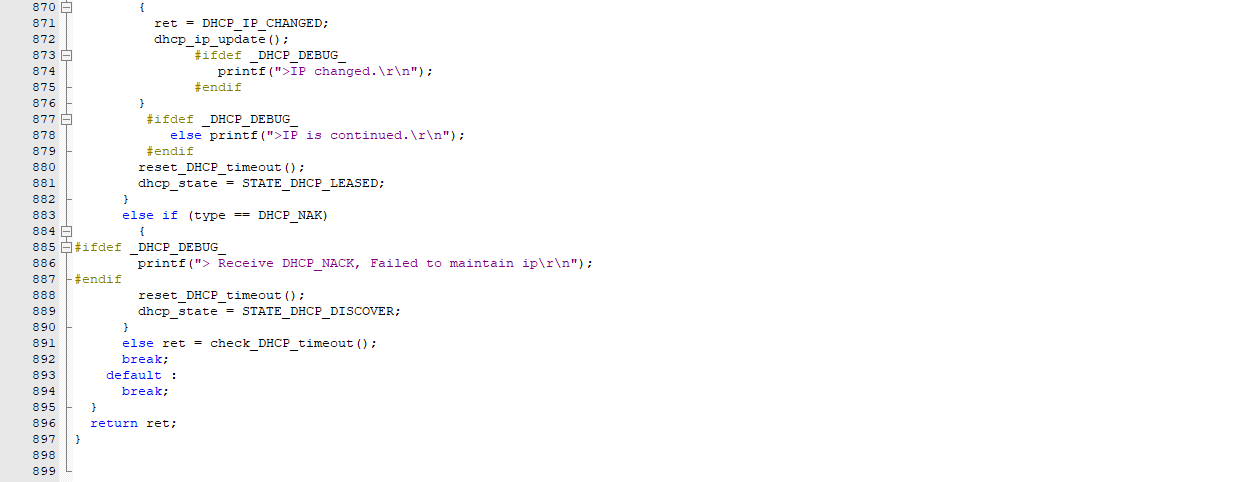 870 {
871 ret = DHCP_IP_CHANGED;
872 dhcp_ip_update();
873 #ifdef _DHCP_DEBUG_
874 printf(">IP changed.\r\n");
875 #endif
876 }
877 #ifdef _DHCP_DEBUG_
878 else printf(">IP is continued.\r\n");
879 #endif
880 reset_DHCP_timeout();
881 dhcp_state = STATE_DHCP_LEASED;
882 }
883 else if (type == DHCP_NAK)
884 {
885 #ifdef _DHCP_DEBUG_
886 printf("> Receive DHCP_NACK, Failed to maintain ip\r\n");
887 #endif
888 reset_DHCP_timeout();
889 dhcp_state = STATE_DHCP_DISCOVER;
890 }
891 else ret = check_DHCP_timeout();
892 break;
893 default :
894 break;
895 }
896 return ret;
897 }
898
899